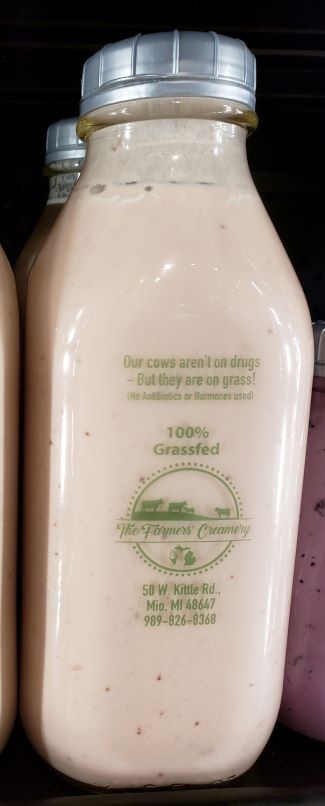 Our cows aren't on drugs
- But they are on grass!
(No Antibiotics or Hormones used)
100%
Grassfed
The Farmers' Creamery
50 W. Kittle Rd.,
Mio, MI 48647
989-826-8368